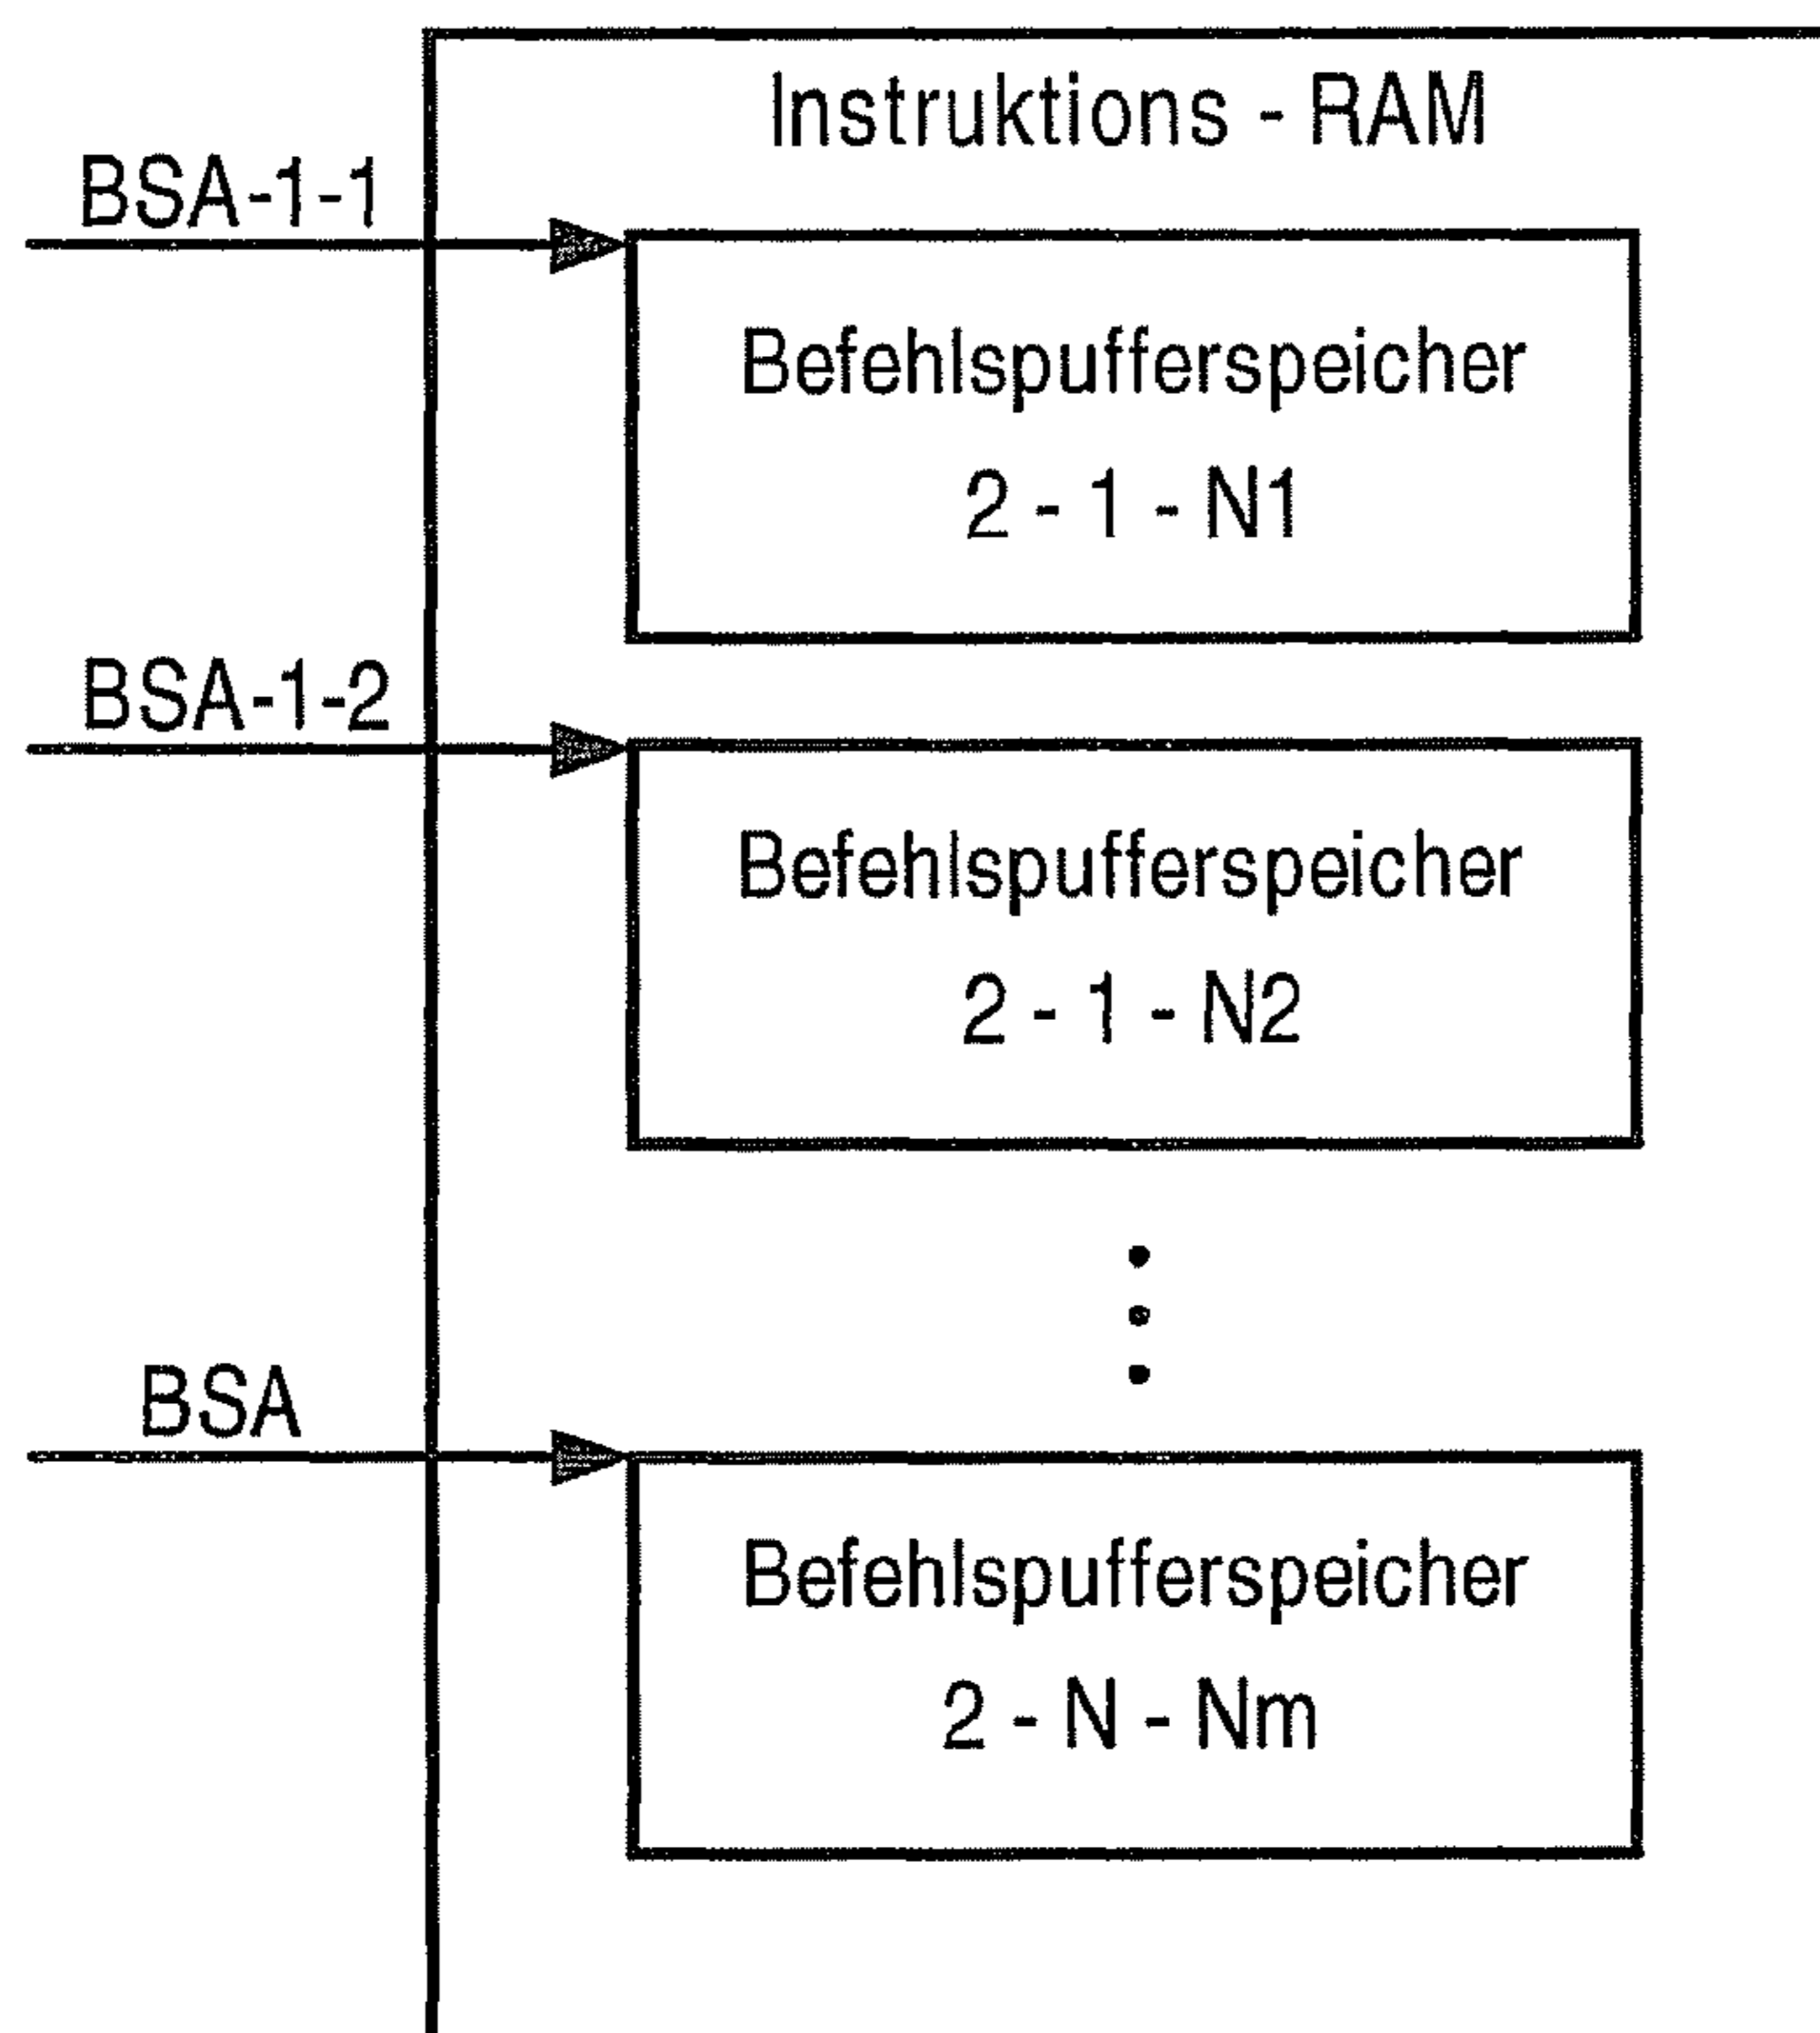 Instruktions - RAM
BSA-1-1
Befehlspufferspeicher
2 - 1 - N1
BSA-1-2
Befehlspufferspeicher
2 - 1 - N2
BSA
Befehlspufferspeicher
2 - N - Nm